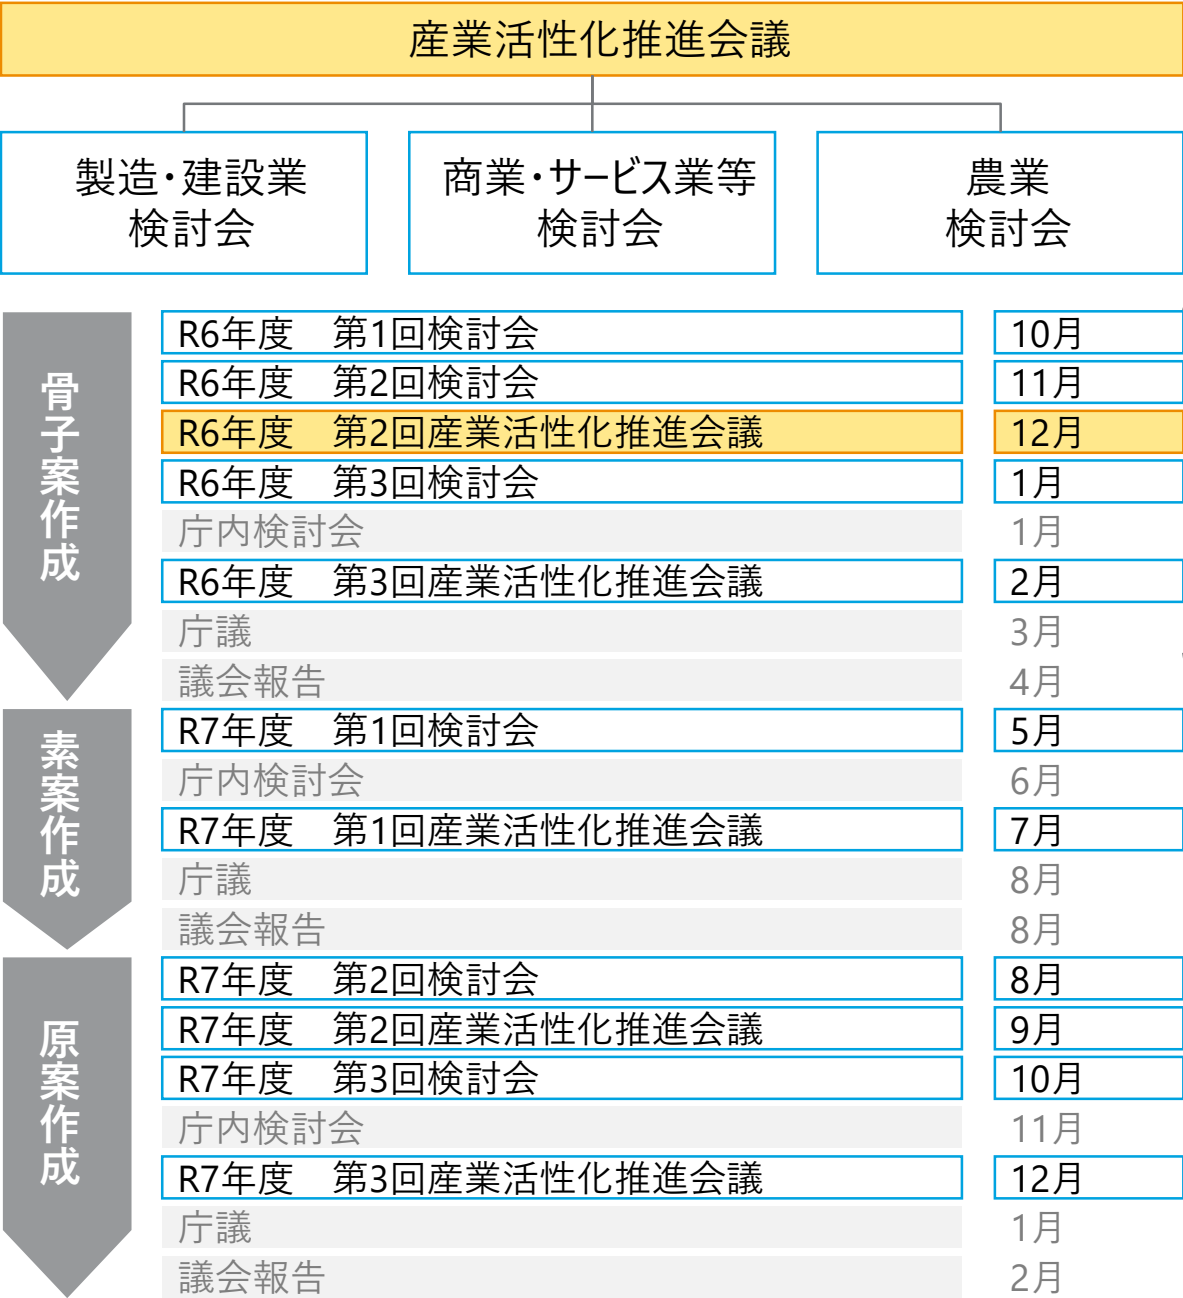 産業活性化推進会議
製造・建設業
検討会
商業・サービス業等
検討会
農業
検討会
骨子案作成
R6年度　第1回検討会 10月
R6年度　第2回検討会 11月
R6年度　第2回産業活性化推進会議 12月
R6年度　第3回検討会 1月
庁内検討会 1月
R6年度　第3回産業活性化推進会議 2月
庁議 3月
議会報告 4月
素案作成
R7年度　第1回検討会 5月
庁内検討会 6月
R7年度　第1回産業活性化推進会議 7月
庁議 8月
議会報告 8月
原案作成
R7年度　第2回検討会 8月
R7年度　第2回産業活性化推進会議 9月
R7年度　第3回検討会 10月
庁内検討会 11月
R7年度　第3回産業活性化推進会議 12月
庁議 1月
議会報告 2月